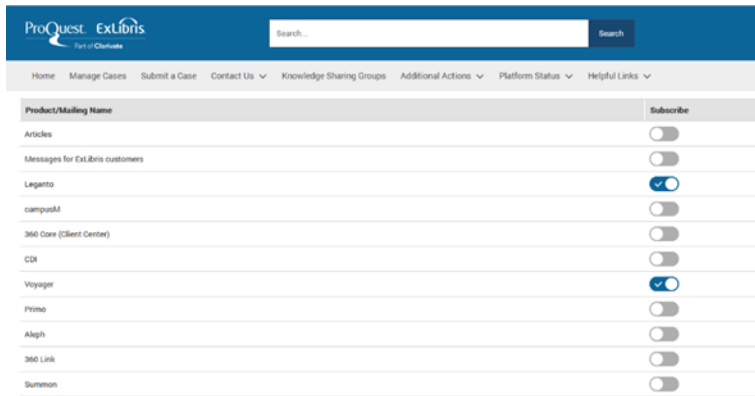 ProQuest. ExLibris
Part of Clarivate
Search...
Search
Home Manage Cases Submit a Case Contact Us Knowledge Sharing Groups Additional Actions Platform Status Helpful Links
Product/Mailing Name Subscribe
Articles
Messages for ExLibris customers
Leganto
campusM
360 Core (Client Center)
CDI
Voyager
Primo
Aleph
360 Link
Summon